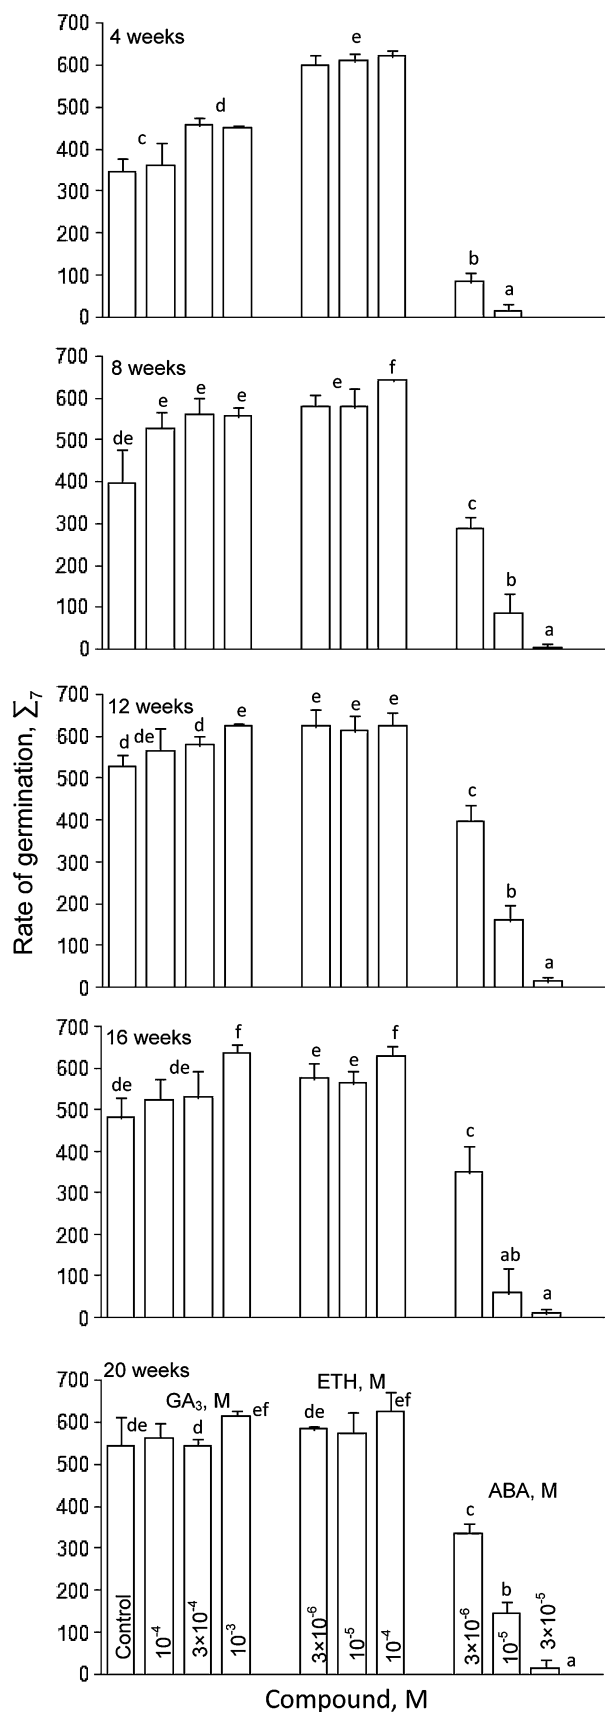 4 weeks
700
600
500
400
300
200
100
0
c
d
e
b
a
8 weeks
700
600
500
400
300
200
100
0
de
e
e
e
e
f
c
b
a
12 weeks
700
600
500
400
300
200
100
0
d
de
d
e
e
e
e
c
b
a
16 weeks
700
600
500
400
300
200
100
0
de
de
f
e
e
f
c
ab
a
20 weeks
700
600
500
400
300
200
100
0
GA₃, M
ETH, M
ABA, M
de
d
ef
de
ef
c
b
a
Control
10⁻⁴
3×10⁻⁴
10⁻³
3×10⁻⁶
10⁻⁵
10⁻⁴
3×10⁻⁶
10⁻⁵
3×10⁻⁵
Rate of germination, Σ₇
Compound, M